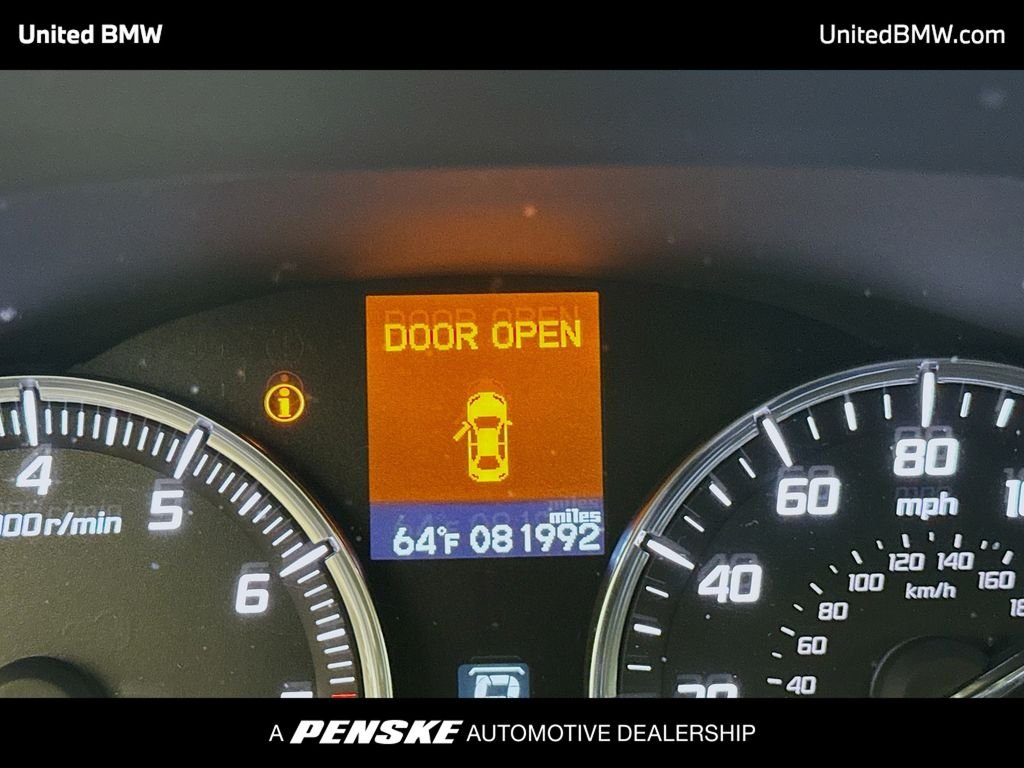 United BMW
UnitedBMW.com
DOOR OPEN
i
miles
64°F 081992
4
5
6
000 r/min
40
60
80
mph
40
60
80
100
120
140
160
km/h
A PENSKE AUTOMOTIVE DEALERSHIP